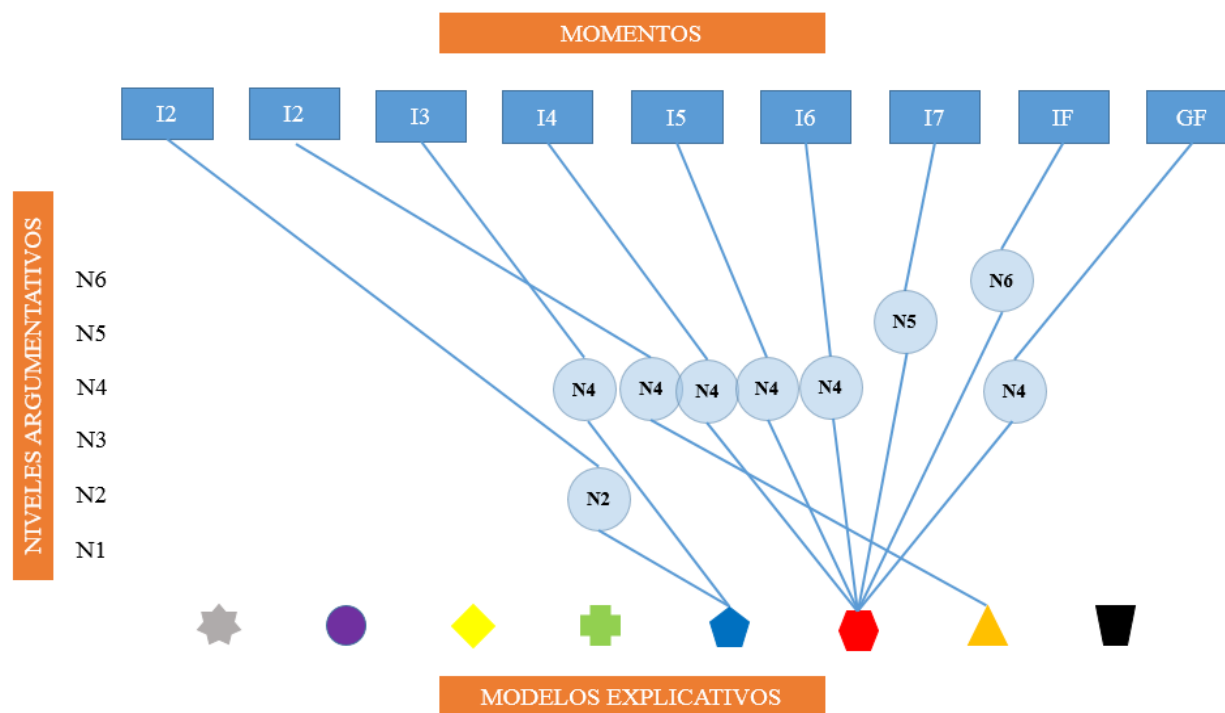 MOMENTOS
I2 I2 I3 I4 I5 I6 I7 IF GF
NIVELES ARGUMENTATIVOS
N6 N6
N5 N5
N4 N4 N4 N4 N4 N4 N4
N3
N2 N2
N1
MODELOS EXPLICATIVOS